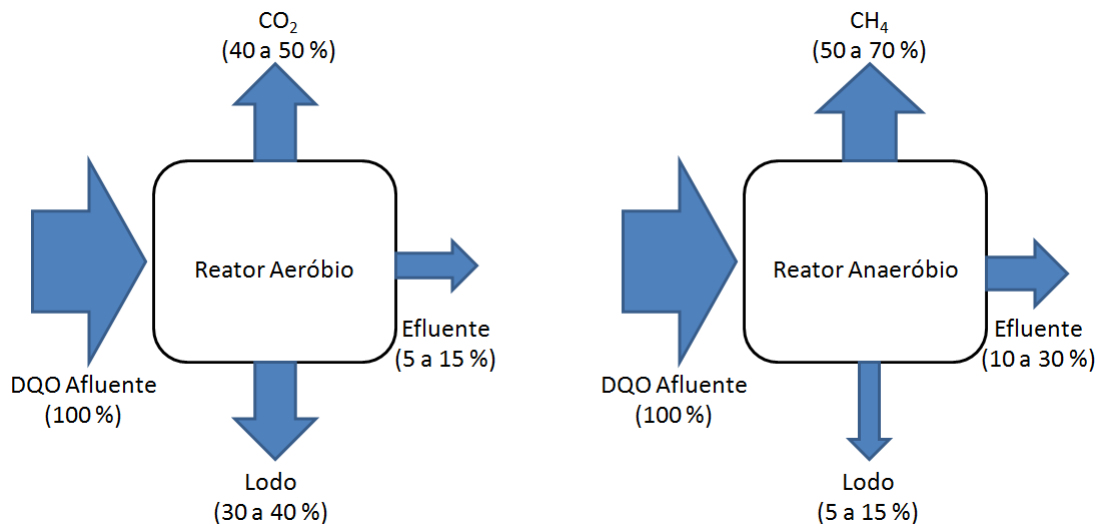 CO₂
(40 a 50 %)
Reator Aeróbio
Efluente
(5 a 15 %)
DQO Afluente
(100 %)
Lodo
(30 a 40 %)
CH₄
(50 a 70 %)
Reator Anaeróbio
Efluente
(10 a 30 %)
DQO Afluente
(100 %)
Lodo
(5 a 15 %)